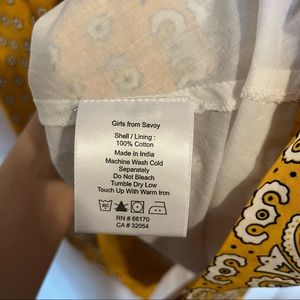 Girls from Savoy
Shell / Lining :
100% Cotton
Made in India
Machine Wash Cold
Separately
Do Not Bleach
Tumble Dry Low
Touch Up With Warm Iron
RN # 66170
CA # 32054